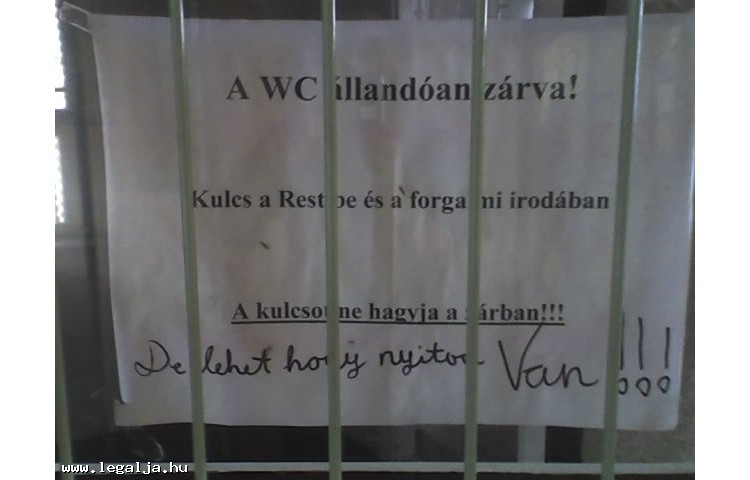 A WC állandóan zárva!
Kulcs a Restibe és a forgalmi irodában
A kulcsot ne hagyja a zárban!!!
De lehet hogy nyitva Van!!!
www.legalja.hu